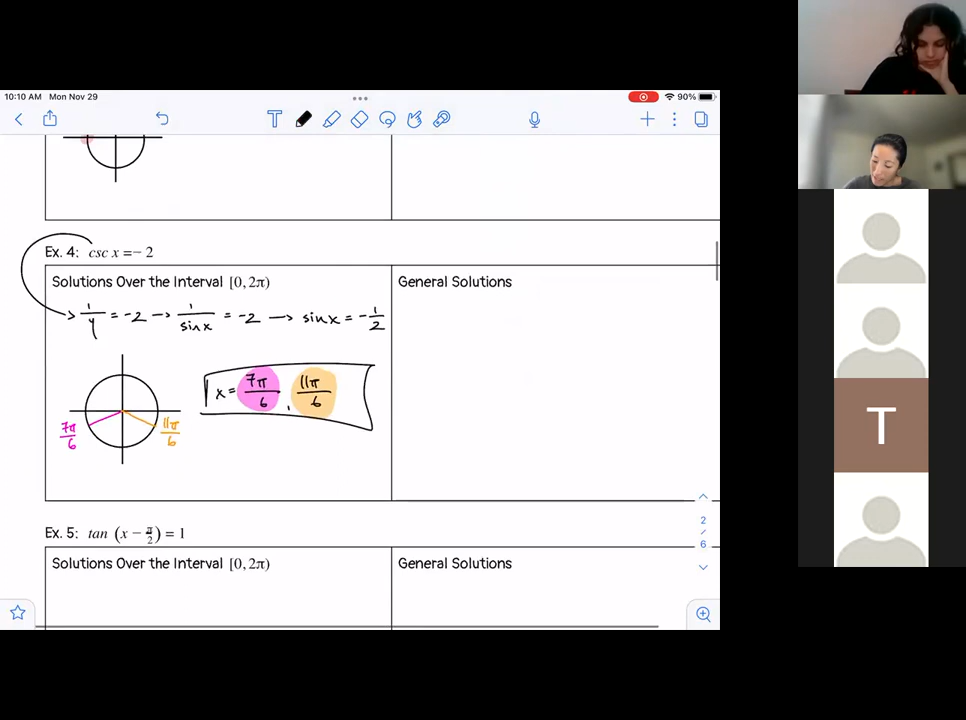 10:10 AM Mon Nov 29
90%
Ex. 4: csc x = − 2
Solutions Over the Interval [0, 2π)
General Solutions
1/y = -2 → 1/sin x = -2 → sin x = -1/2
x = 7π/6, 11π/6
7π/6
11π/6
2/6
Ex. 5: tan (x − π/2) = 1
Solutions Over the Interval [0, 2π)
General Solutions
T